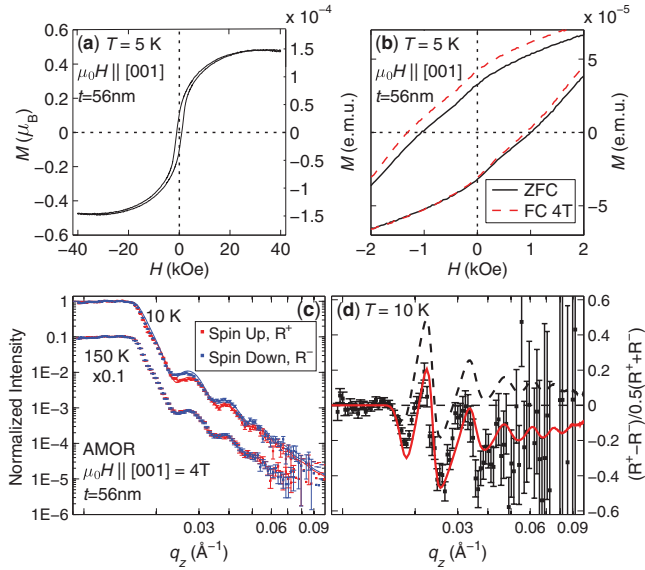 (a) T = 5 K
μ₀H || [001]
t=56nm
x 10⁻⁴
0.6
0.4
0.2
0
-0.2
-0.4
-0.6
M (μ_B)
1.5
1
0.5
0
-0.5
-1
-1.5
M (e.m.u.)
-40
-20
0
20
40
H (kOe)
(b) T = 5 K
μ₀H || [001]
t=56nm
x 10⁻⁵
5
0
-5
M (e.m.u.)
ZFC
FC 4T
-2
-1
0
1
2
H (kOe)
(c)
10 K
150 K
x0.1
Spin Up, R⁺
Spin Down, R⁻
AMOR
μ₀H || [001] = 4T
t=56nm
1
0.1
1E-2
1E-3
1E-4
1E-5
1E-6
Normalized Intensity
0.03
0.06
0.09
q_z (Å⁻¹)
(d) T = 10 K
0.6
0.4
0.2
0
-0.2
-0.4
-0.6
(R⁺−R⁻)/0.5(R⁺+R⁻)
0.03
0.06
0.09
q_z (Å⁻¹)